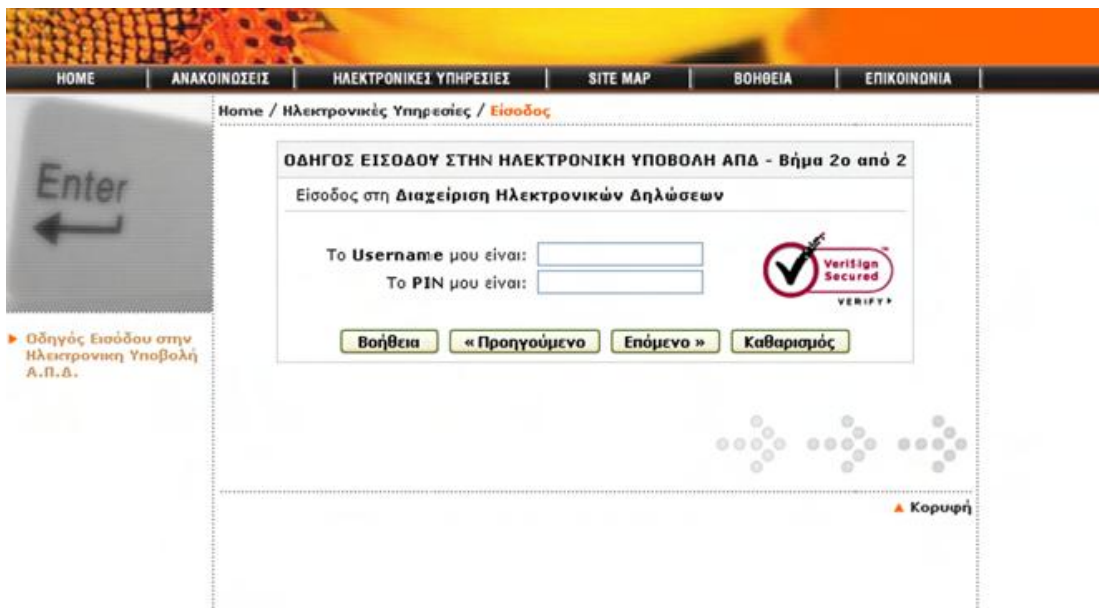 HOME
ΑΝΑΚΟΙΝΩΣΕΙΣ
ΗΛΕΚΤΡΟΝΙΚΕΣ ΥΠΗΡΕΣΙΕΣ
SITE MAP
ΒΟΗΘΕΙΑ
ΕΠΙΚΟΙΝΩΝΙΑ
Home / Ηλεκτρονικές Υπηρεσίες / Είσοδος
Enter
ΟΔΗΓΟΣ ΕΙΣΟΔΟΥ ΣΤΗΝ ΗΛΕΚΤΡΟΝΙΚΗ ΥΠΟΒΟΛΗ ΑΠΔ - Βήμα 2ο από 2
Είσοδος στη Διαχείριση Ηλεκτρονικών Δηλώσεων
Το Username μου είναι:
Το PIN μου είναι:
VeriSign
Secured
VERIFY
Βοήθεια
« Προηγούμενο
Επόμενο »
Καθαρισμός
Οδηγός Εισόδου στην
Ηλεκτρονικη Υποβολή
Α.Π.Δ.
Κορυφή